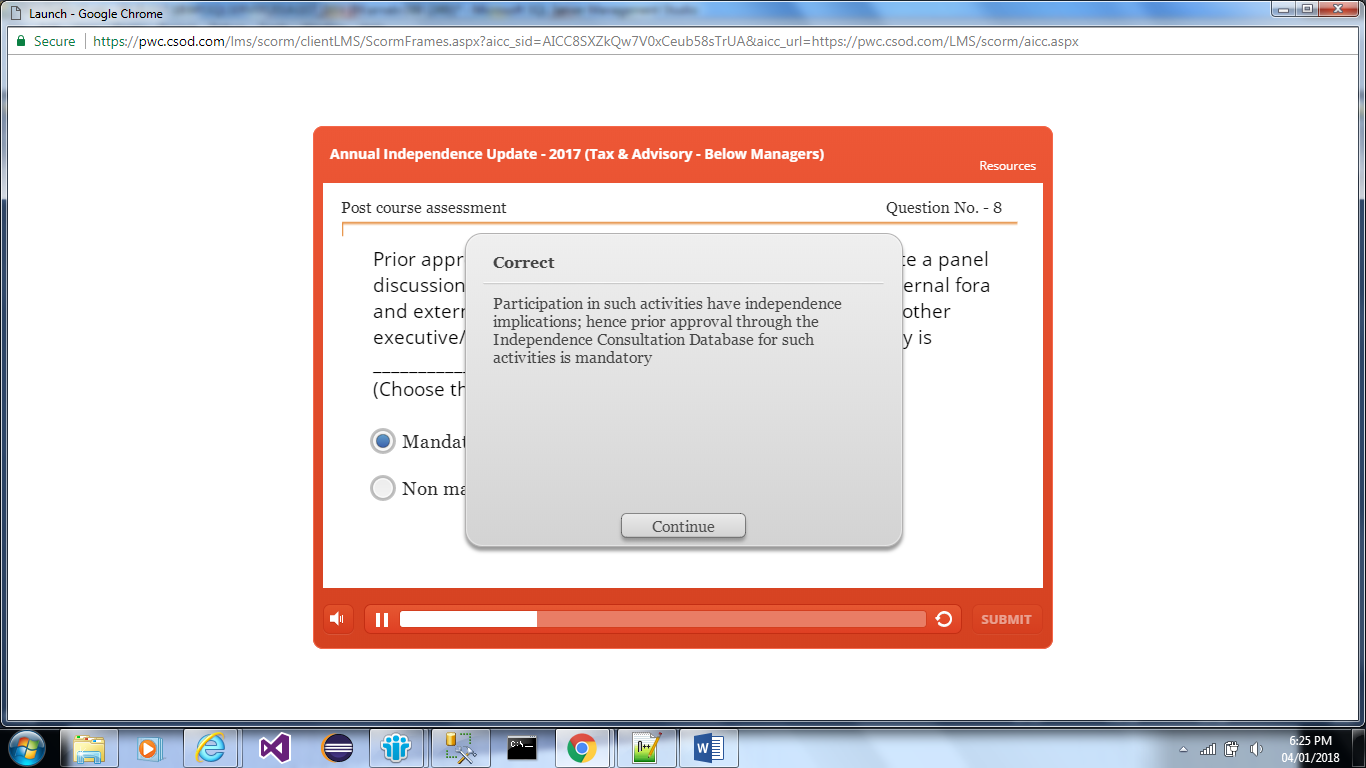 Launch - Google Chrome
Secure https://pwc.csod.com/lms/scorm/clientLMS/ScormFrames.aspx?aicc_sid=AICC8SXZkQw7V0xCeub58sTrUA&aicc_url=https://pwc.csod.com/LMS/scorm/aicc.aspx
Annual Independence Update - 2017 (Tax & Advisory - Below Managers)
Resources
Post course assessment Question No. - 8
Prior appr te a panel
discussion ernal fora
and extern other
executive/ y is
(Choose th
Mandat
Non ma
Correct
Participation in such activities have independence
implications; hence prior approval through the
Independence Consultation Database for such
activities is mandatory
Continue
SUBMIT
6:25 PM
04/01/2018